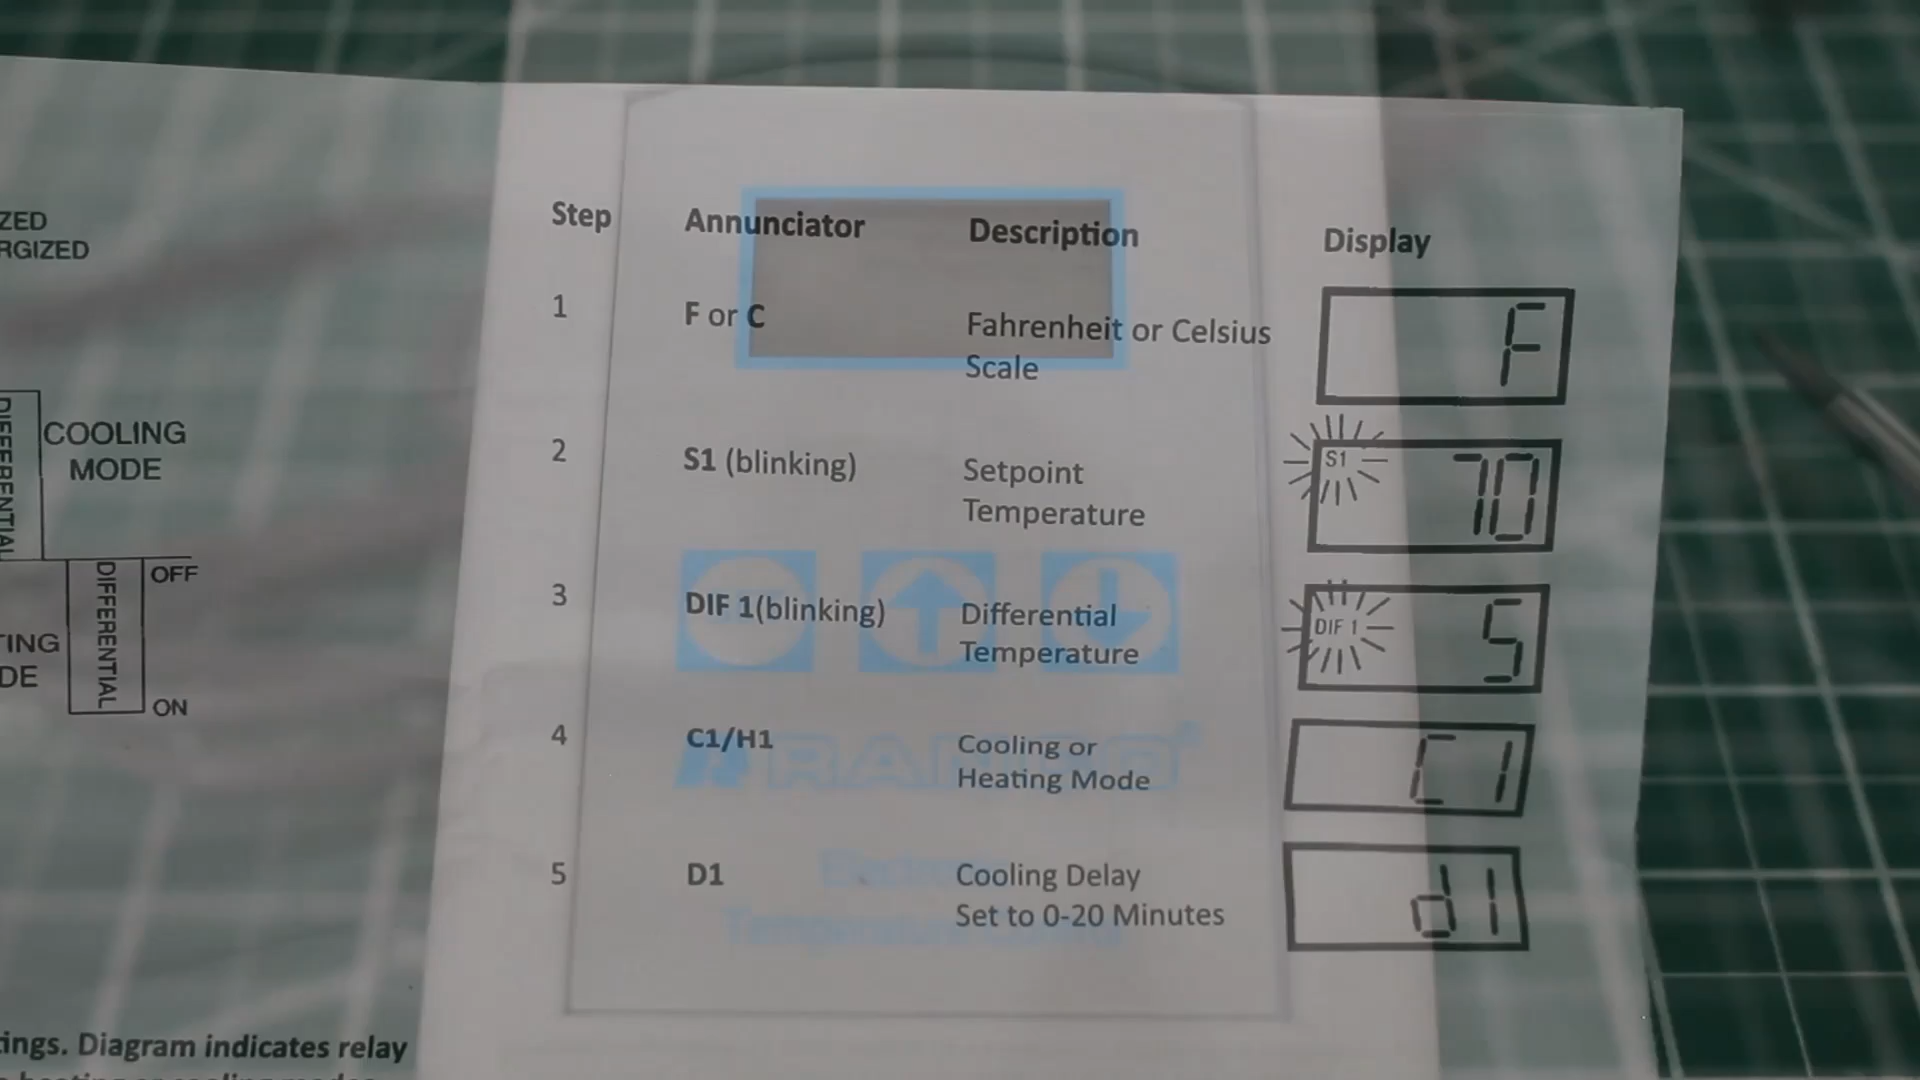 ZED
RGIZED
DIFFERENTIAL
COOLING
MODE
DIFFERENTIAL
OFF
TING
DE
ON
ings. Diagram indicates relay
Step Annunciator Description Display
1 F or C Fahrenheit or Celsius
Scale
F
2 S1 (blinking) Setpoint
Temperature
S1 70
3 DIF 1(blinking) Differential
Temperature
DIF 1 5
4 C1/H1 Cooling or
Heating Mode
C1
5 D1 Cooling Delay
Set to 0-20 Minutes
d1